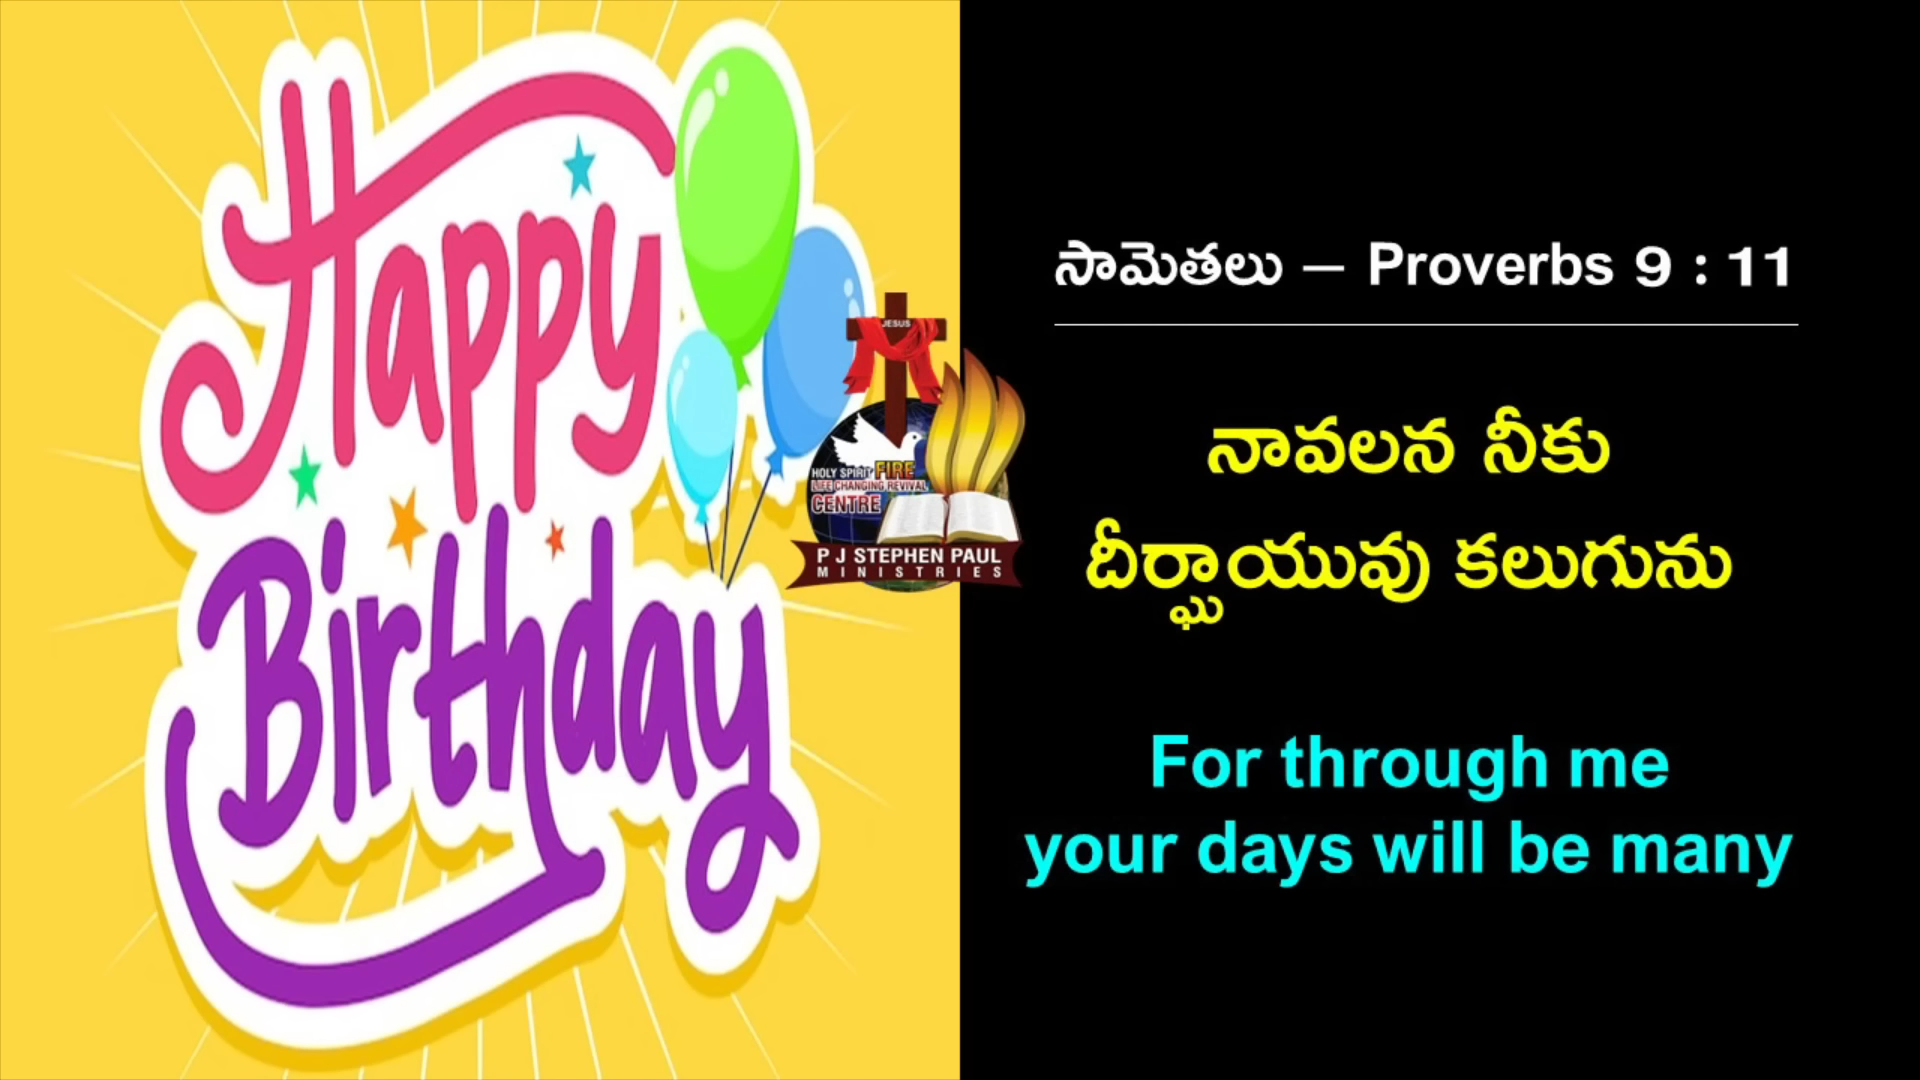 Happy
Birthday
JESUS
HOLY SPIRIT FIRE
LIFE CHANGING REVIVAL
CENTRE
P J STEPHEN PAUL
MINISTRIES
సామెతలు – Proverbs 9 : 11
నావలన నీకు
దీర్ఘాయువు కలుగును
For through me
your days will be many